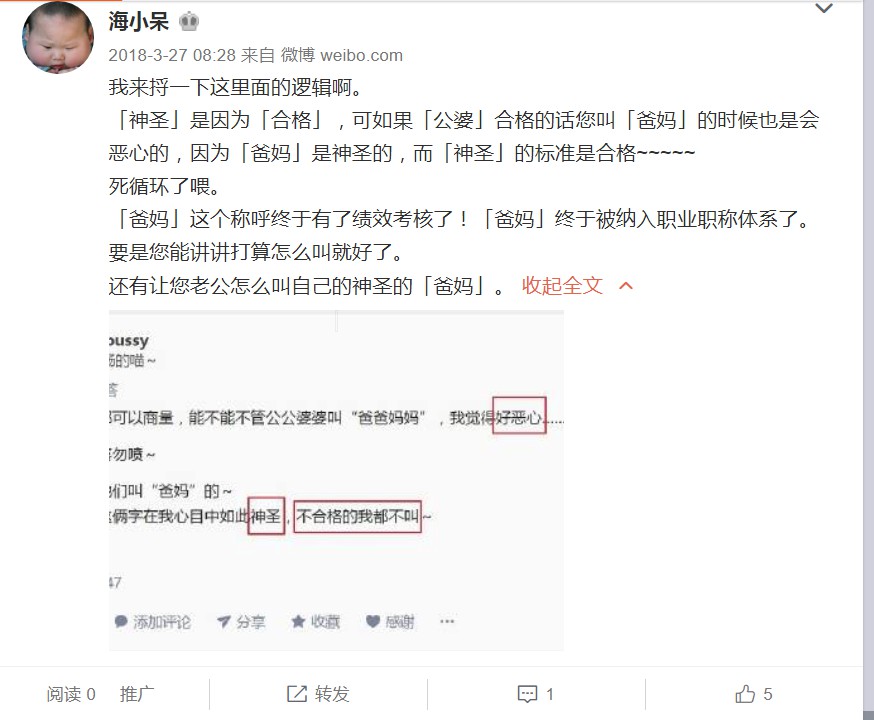 海小呆
2018-3-27 08:28 来自 微博 weibo.com
我来捋一下这里面的逻辑啊。
「神圣」是因为「合格」，可如果「公婆」合格的话您叫「爸妈」的时候也是会
恶心的，因为「爸妈」是神圣的，而「神圣」的标准是合格~~~~~
死循环了喂。
「爸妈」这个称呼终于有了绩效考核了！「爸妈」终于被纳入职业职称体系了。
要是您能讲讲打算怎么叫就好了。
还有让您老公怎么叫自己的神圣的「爸妈」。 收起全文
ussy
的喵~
可以商量，能不能不管公公婆婆叫“爸爸妈妈”，我觉得好恶心......
勿喷~
们叫“爸妈”的~
俩字在我心目中如此神圣，不合格的我都不叫~
47
添加评论 分享 收藏 感谢 ...
阅读 0 推广 转发 1 5